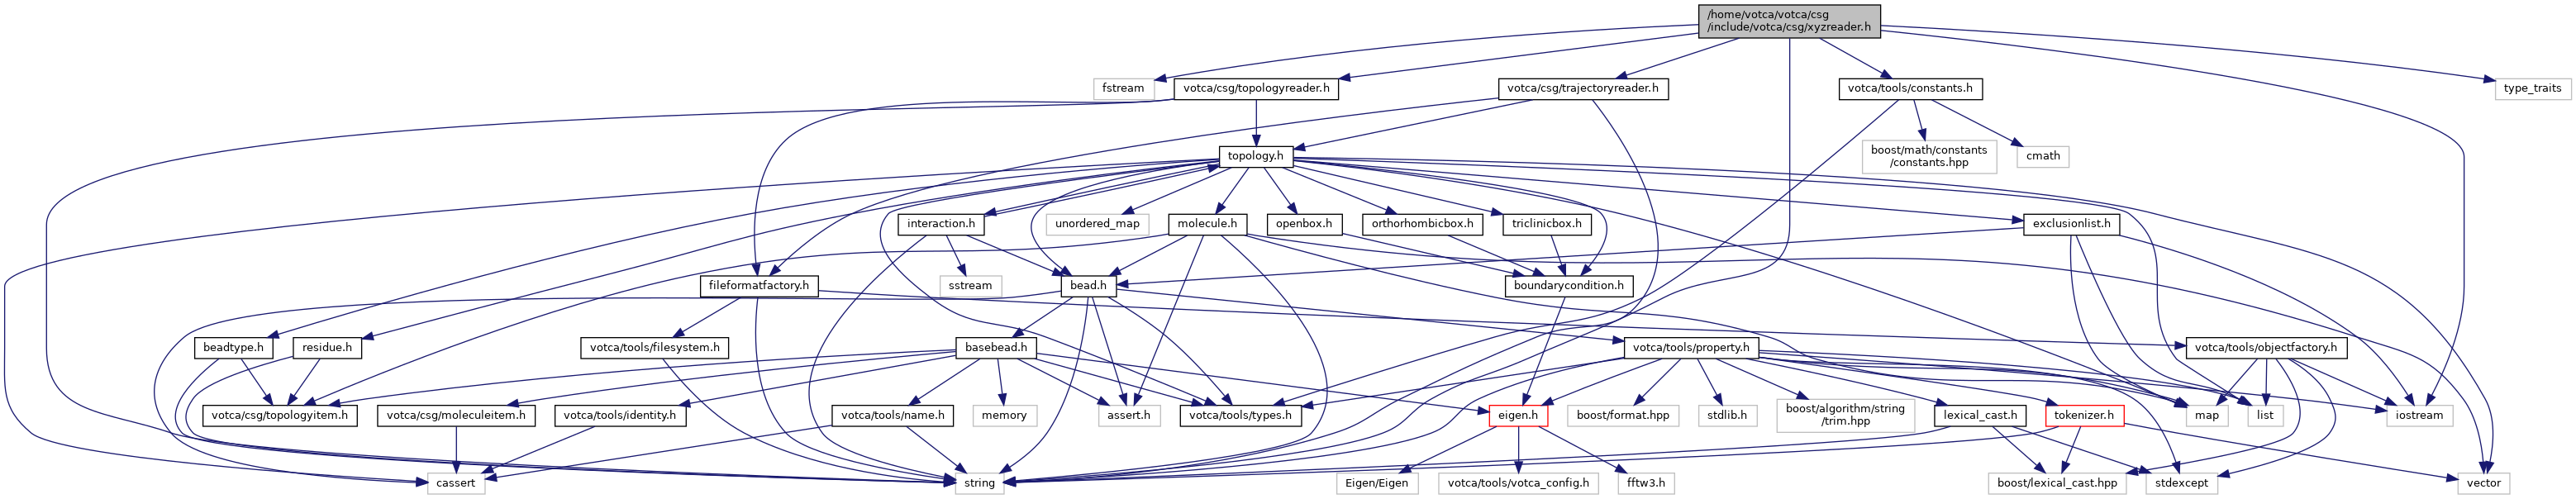 /home/votca/votca/csg
/include/votca/csg/xyzreader.h
fstream
votca/csg/topologyreader.h
votca/csg/trajectoryreader.h
votca/tools/constants.h
type_traits
topology.h
boost/math/constants
/constants.hpp
cmath
interaction.h
unordered_map
molecule.h
openbox.h
orthorhombicbox.h
triclinicbox.h
exclusionlist.h
fileformatfactory.h
sstream
bead.h
boundarycondition.h
beadtype.h
residue.h
votca/tools/filesystem.h
basebead.h
votca/tools/property.h
votca/tools/objectfactory.h
votca/csg/topologyitem.h
votca/csg/moleculeitem.h
votca/tools/identity.h
votca/tools/name.h
memory
assert.h
votca/tools/types.h
eigen.h
boost/format.hpp
stdlib.h
boost/algorithm/string
/trim.hpp
lexical_cast.h
tokenizer.h
map
list
iostream
cassert
string
Eigen/Eigen
votca/tools/votca_config.h
fftw3.h
boost/lexical_cast.hpp
stdexcept
vector